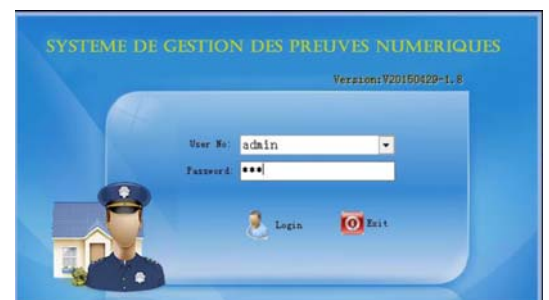 SYSTEME DE GESTION DES PREUVES NUMERIQUES
Version:V20150429-1.8
User No: admin
Password: •••
Login Exit